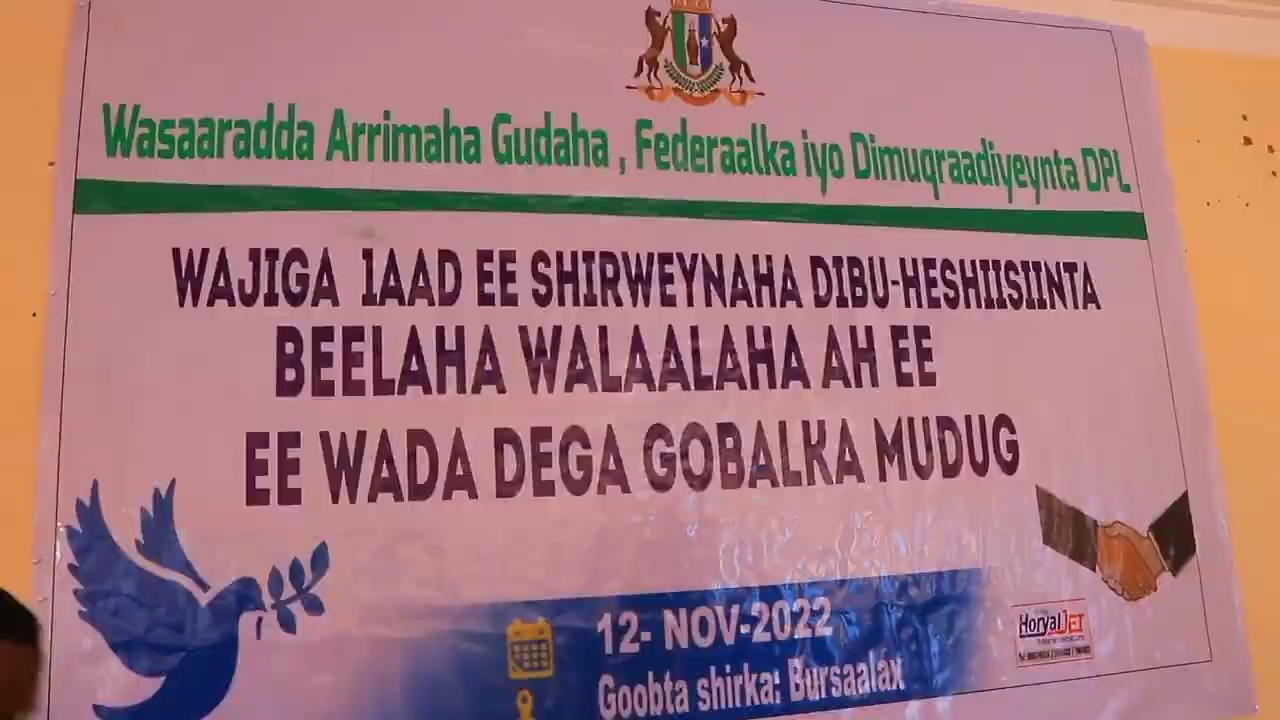 Wasaaradda Arrimaha Gudaha , Federaalka iyo Dimuqraadiyeynta DPL
WAJIGA 1AAD EE SHIRWEYNAHA DIBU-HESHIISIINTA
BEELAHA WALAALAHA AH EE
EE WADA DEGA GOBALKA MUDUG
12- NOV-2022
Goobta shirka: Bursaalax
HoryalJET